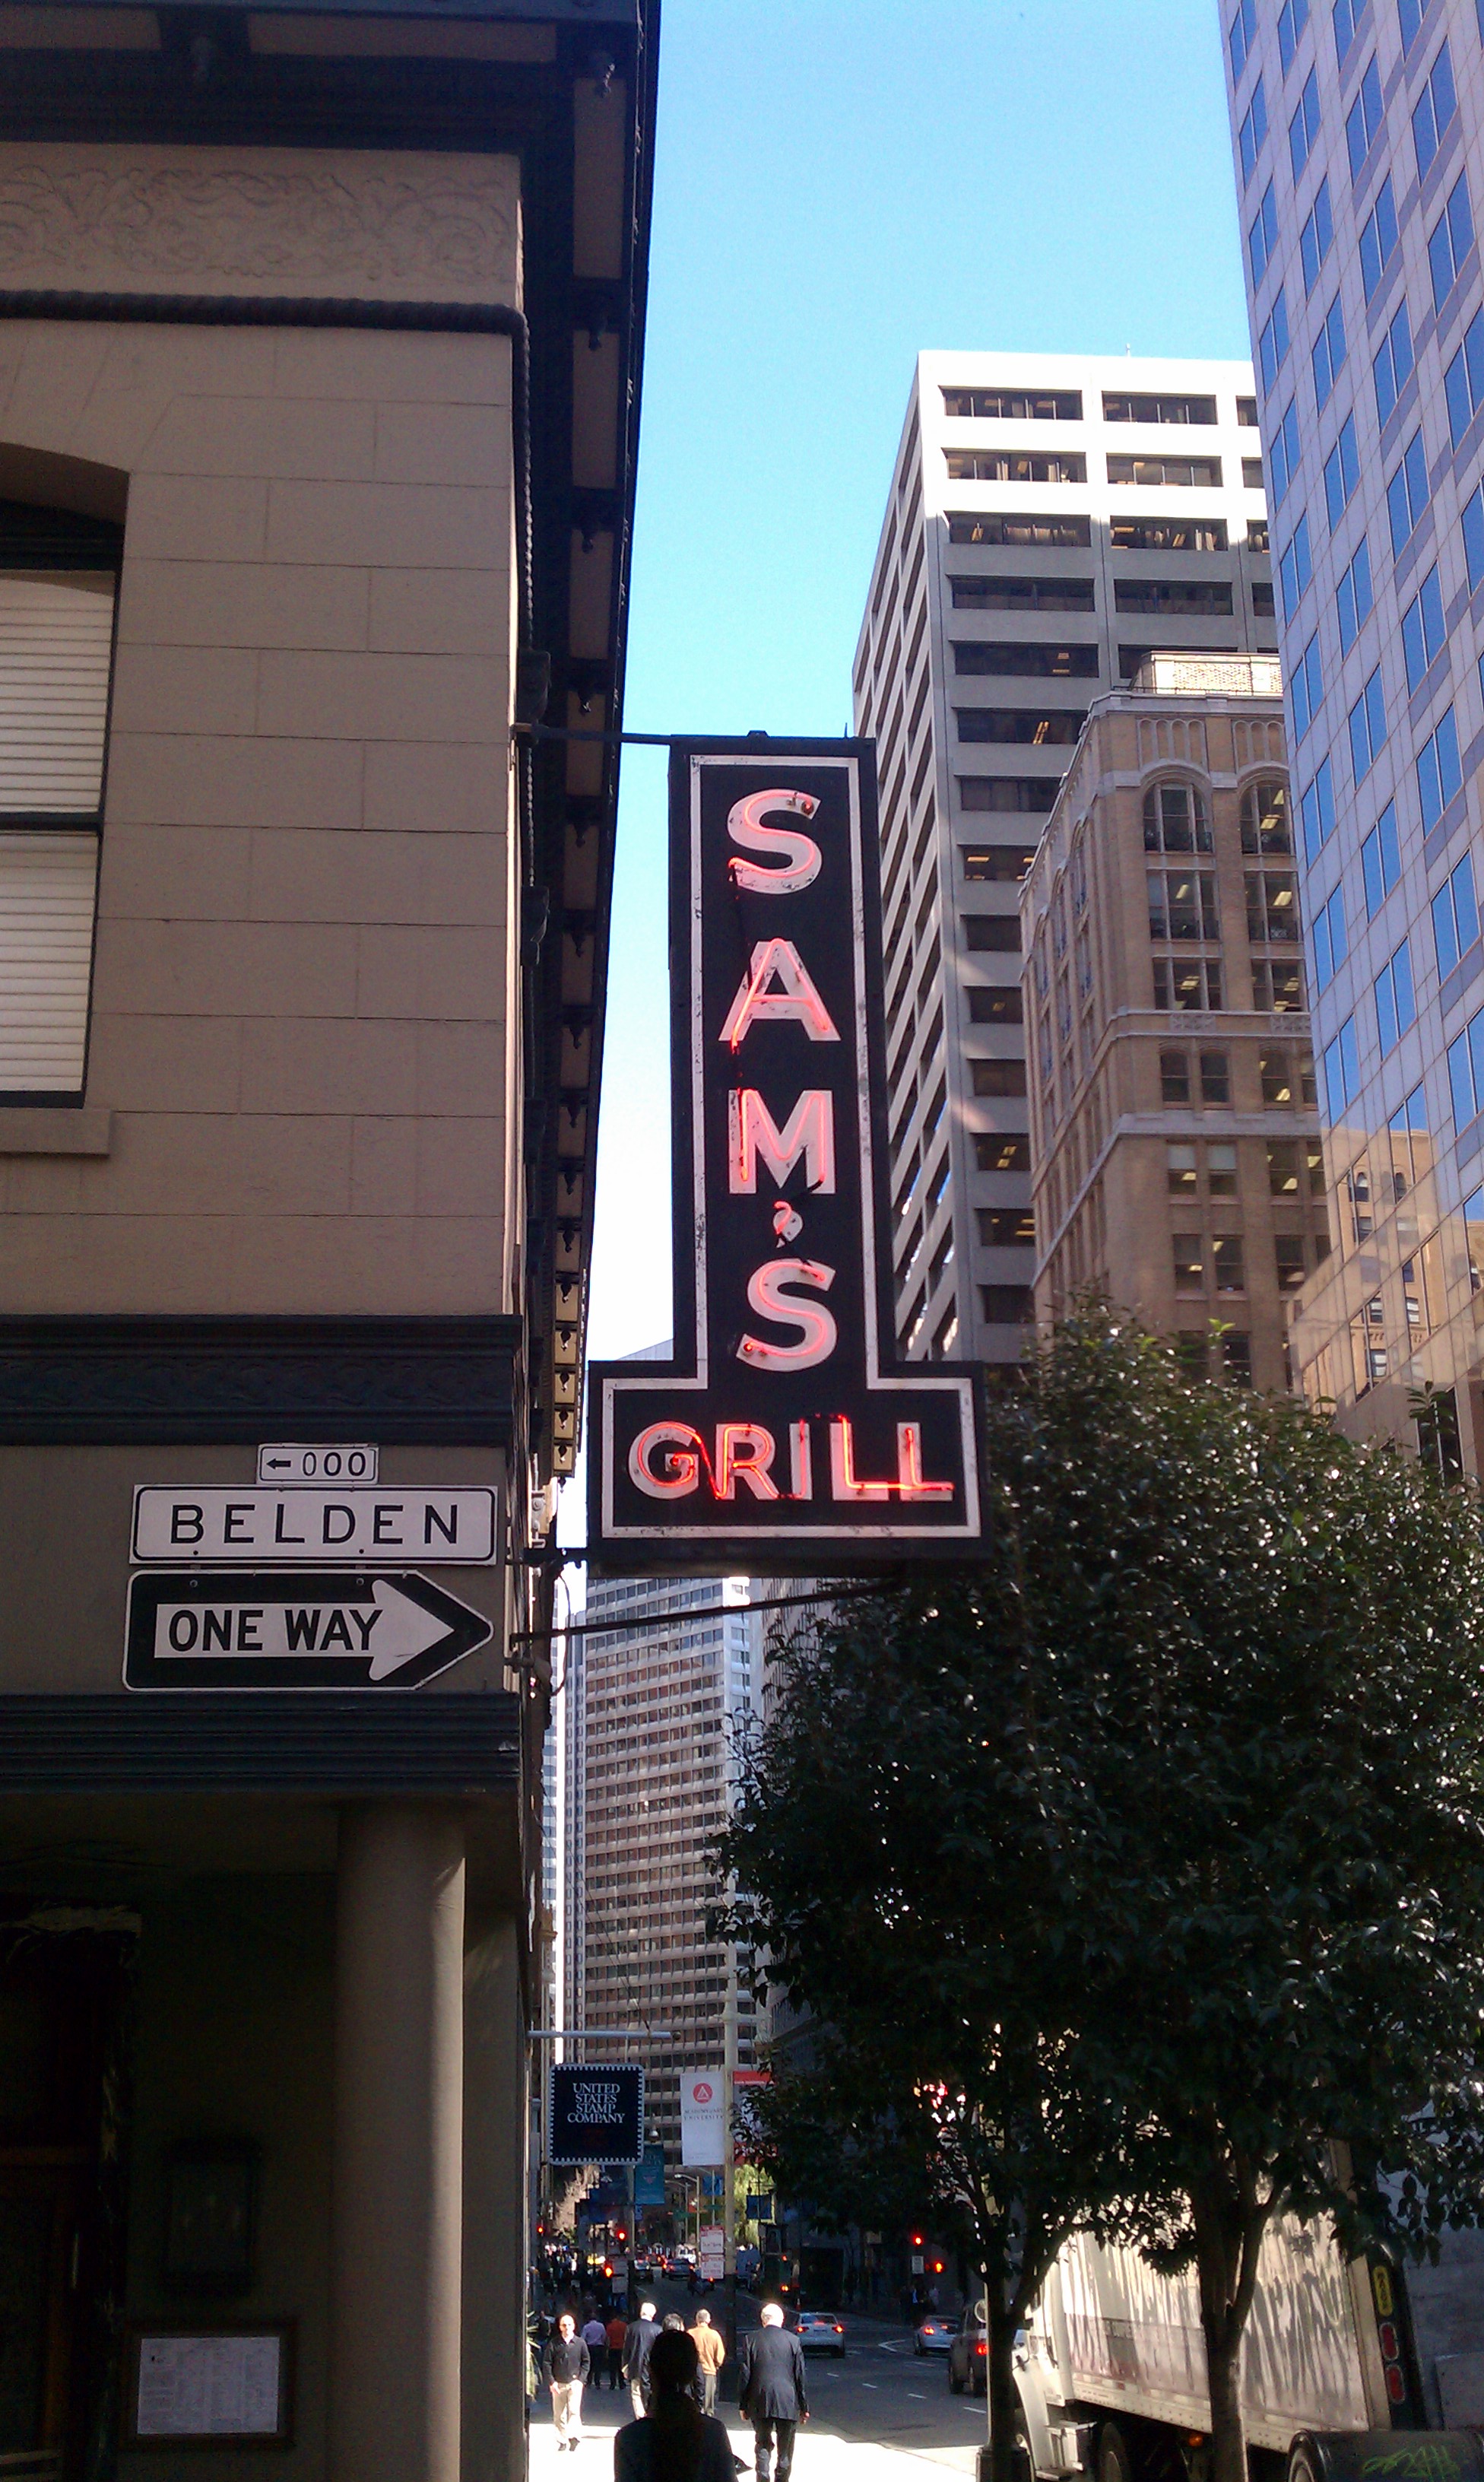 SAM'S
GRILL
← 000
BELDEN
ONE WAY
UNITED
STATES
STAMP
COMPANY